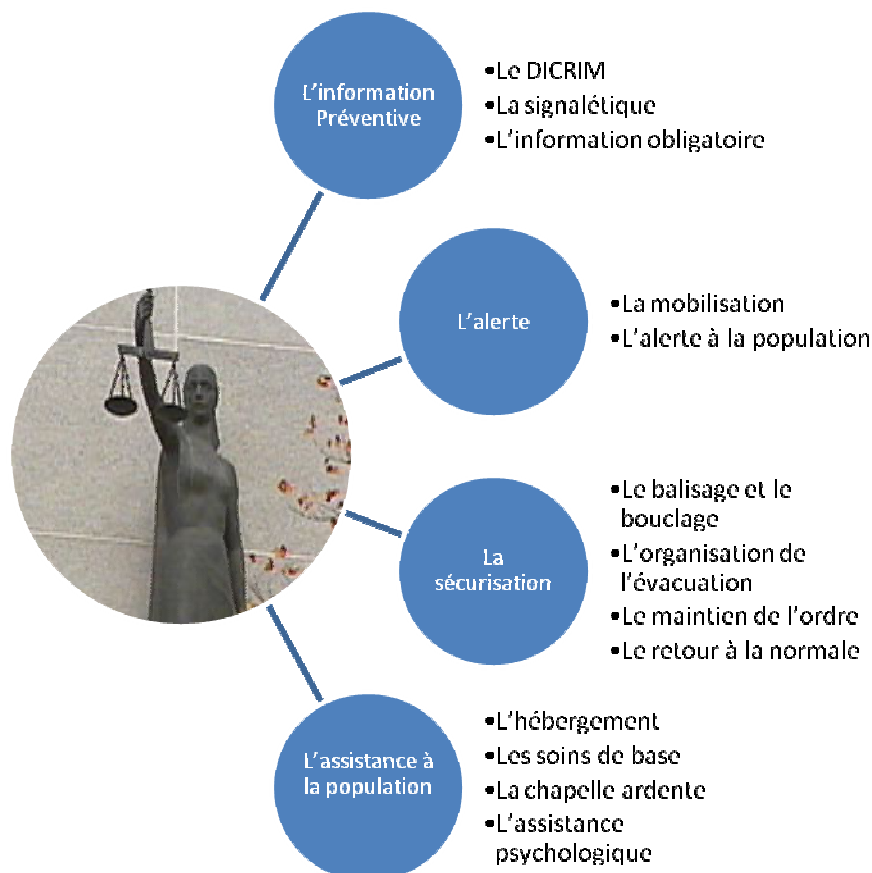 L'information
Préventive
•Le DICRIM
•La signalétique
•L'information obligatoire
L'alerte
•La mobilisation
•L'alerte à la population
La
sécurisation
•Le balisage et le
bouclage
•L'organisation de
l'évacuation
•Le maintien de l'ordre
•Le retour à la normale
L'assistance à
la population
•L'hébergement
•Les soins de base
•La chapelle ardente
•L'assistance
psychologique